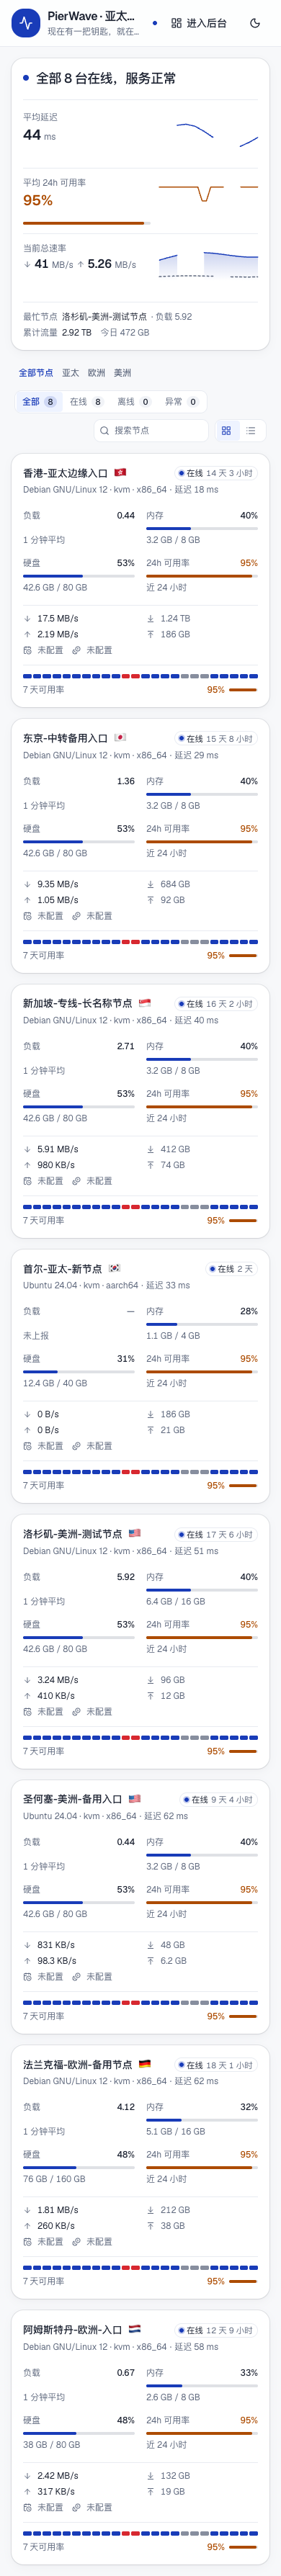 PierWave · 亚太...
现在有一把钥匙，就在...
进入后台
全部 8 台在线，服务正常
平均延迟
44 ms
平均 24h 可用率
95%
当前总速率
↓ 41 MB/s ↑ 5.26 MB/s
最忙节点 洛杉矶-美洲-测试节点 · 负载 5.92
累计流量 2.92 TB 今日 472 GB
全部节点 亚太 欧洲 美洲
全部 8 在线 8 离线 0 异常 0
搜索节点
香港-亚太边缘入口 在线 14 天 3 小时
Debian GNU/Linux 12 · kvm · x86_64 · 延迟 18 ms
负载 0.44 内存 40%
1 分钟平均 3.2 GB / 8 GB
硬盘 53% 24h 可用率 95%
42.6 GB / 80 GB 近 24 小时
↓ 17.5 MB/s 1.24 TB
↑ 2.19 MB/s 186 GB
未配置 未配置
7 天可用率 95%
东京-中转备用入口 在线 15 天 8 小时
Debian GNU/Linux 12 · kvm · x86_64 · 延迟 29 ms
负载 1.36 内存 40%
1 分钟平均 3.2 GB / 8 GB
硬盘 53% 24h 可用率 95%
42.6 GB / 80 GB 近 24 小时
↓ 9.35 MB/s 684 GB
↑ 1.05 MB/s 92 GB
未配置 未配置
7 天可用率 95%
新加坡-专线-长名称节点 在线 16 天 2 小时
Debian GNU/Linux 12 · kvm · x86_64 · 延迟 40 ms
负载 2.71 内存 40%
1 分钟平均 3.2 GB / 8 GB
硬盘 53% 24h 可用率 95%
42.6 GB / 80 GB 近 24 小时
↓ 5.91 MB/s 412 GB
↑ 980 KB/s 74 GB
未配置 未配置
7 天可用率 95%
首尔-亚太-新节点 在线 2 天
Ubuntu 24.04 · kvm · aarch64 · 延迟 33 ms
负载 — 内存 28%
未上报 1.1 GB / 4 GB
硬盘 31% 24h 可用率 95%
12.4 GB / 40 GB 近 24 小时
↓ 0 B/s 186 GB
↑ 0 B/s 21 GB
未配置 未配置
7 天可用率 95%
洛杉矶-美洲-测试节点 在线 17 天 6 小时
Debian GNU/Linux 12 · kvm · x86_64 · 延迟 51 ms
负载 5.92 内存 40%
1 分钟平均 6.4 GB / 16 GB
硬盘 53% 24h 可用率 95%
42.6 GB / 80 GB 近 24 小时
↓ 3.24 MB/s 96 GB
↑ 410 KB/s 12 GB
未配置 未配置
7 天可用率 95%
圣何塞-美洲-备用入口 在线 9 天 4 小时
Ubuntu 24.04 · kvm · x86_64 · 延迟 62 ms
负载 0.44 内存 40%
1 分钟平均 3.2 GB / 8 GB
硬盘 53% 24h 可用率 95%
42.6 GB / 80 GB 近 24 小时
↓ 831 KB/s 48 GB
↑ 98.3 KB/s 6.2 GB
未配置 未配置
7 天可用率 95%
法兰克福-欧洲-备用节点 在线 18 天 1 小时
Debian GNU/Linux 12 · kvm · x86_64 · 延迟 62 ms
负载 4.12 内存 32%
1 分钟平均 5.1 GB / 16 GB
硬盘 48% 24h 可用率 95%
76 GB / 160 GB 近 24 小时
↓ 1.81 MB/s 212 GB
↑ 260 KB/s 38 GB
未配置 未配置
7 天可用率 95%
阿姆斯特丹-欧洲-入口 在线 12 天 9 小时
Debian GNU/Linux 12 · kvm · x86_64 · 延迟 58 ms
负载 0.67 内存 33%
1 分钟平均 2.6 GB / 8 GB
硬盘 48% 24h 可用率 95%
38 GB / 80 GB 近 24 小时
↓ 2.42 MB/s 132 GB
↑ 317 KB/s 19 GB
未配置 未配置
7 天可用率 95%